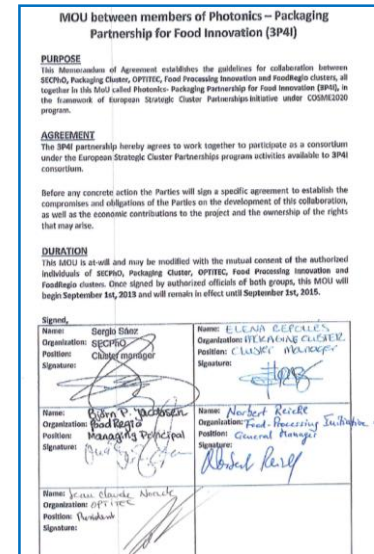 MOU between members of Photonics – Packaging
Partnership for Food Innovation (3P4I)
PURPOSE
This Memorandum of Agreement establishes the guidelines for collaboration between
SECPhO, Packaging Cluster, OPTITEC, Food Processing Innovation and FoodRegio clusters, all
together in this MoU called Photonics- Packaging Partnership for Food Innovation (3P4I), in
the framework of European Strategic Cluster Partnerships Initiative under COSME2020
program.
AGREEMENT
The 3P4I partnership hereby agrees to work together to participate as a consortium
under the European Strategic Cluster Partnerships program activities available to 3P4I
consortium.
Before any concrete action the Parties will sign a specific agreement to establish the
compromises and obligations of the Parties on the development of this collaboration,
as well as the economic contributions to the project and the ownership of the rights
that may arise.
DURATION
This MOU is at-will and may be modified with the mutual consent of the authorized
individuals of SECPhO, Packaging Cluster, OPTITEC, Food Processing Innovation and
FoodRegio clusters. Once signed by authorized officials of both groups, this MOU will
begin September 1st, 2013 and will remain in effect until September 1st, 2015.
Signed,
Name: Sergio Sáez
Organization: SECPhO
Position: Cluster manager
Signature:
Name: ELENA
Organization: PACKAGING CLUSTER
Position: Cluster Manager
Signature:
Name: Björn P.
Organization: foodRegio
Position: Managing Principal
Signature:
Name: Norbert Reicke
Organization: Food-Processing Initiative
Position: General Manager
Signature:
Name: Jean Claude
Organization: OPTITEC
Position: President
Signature: